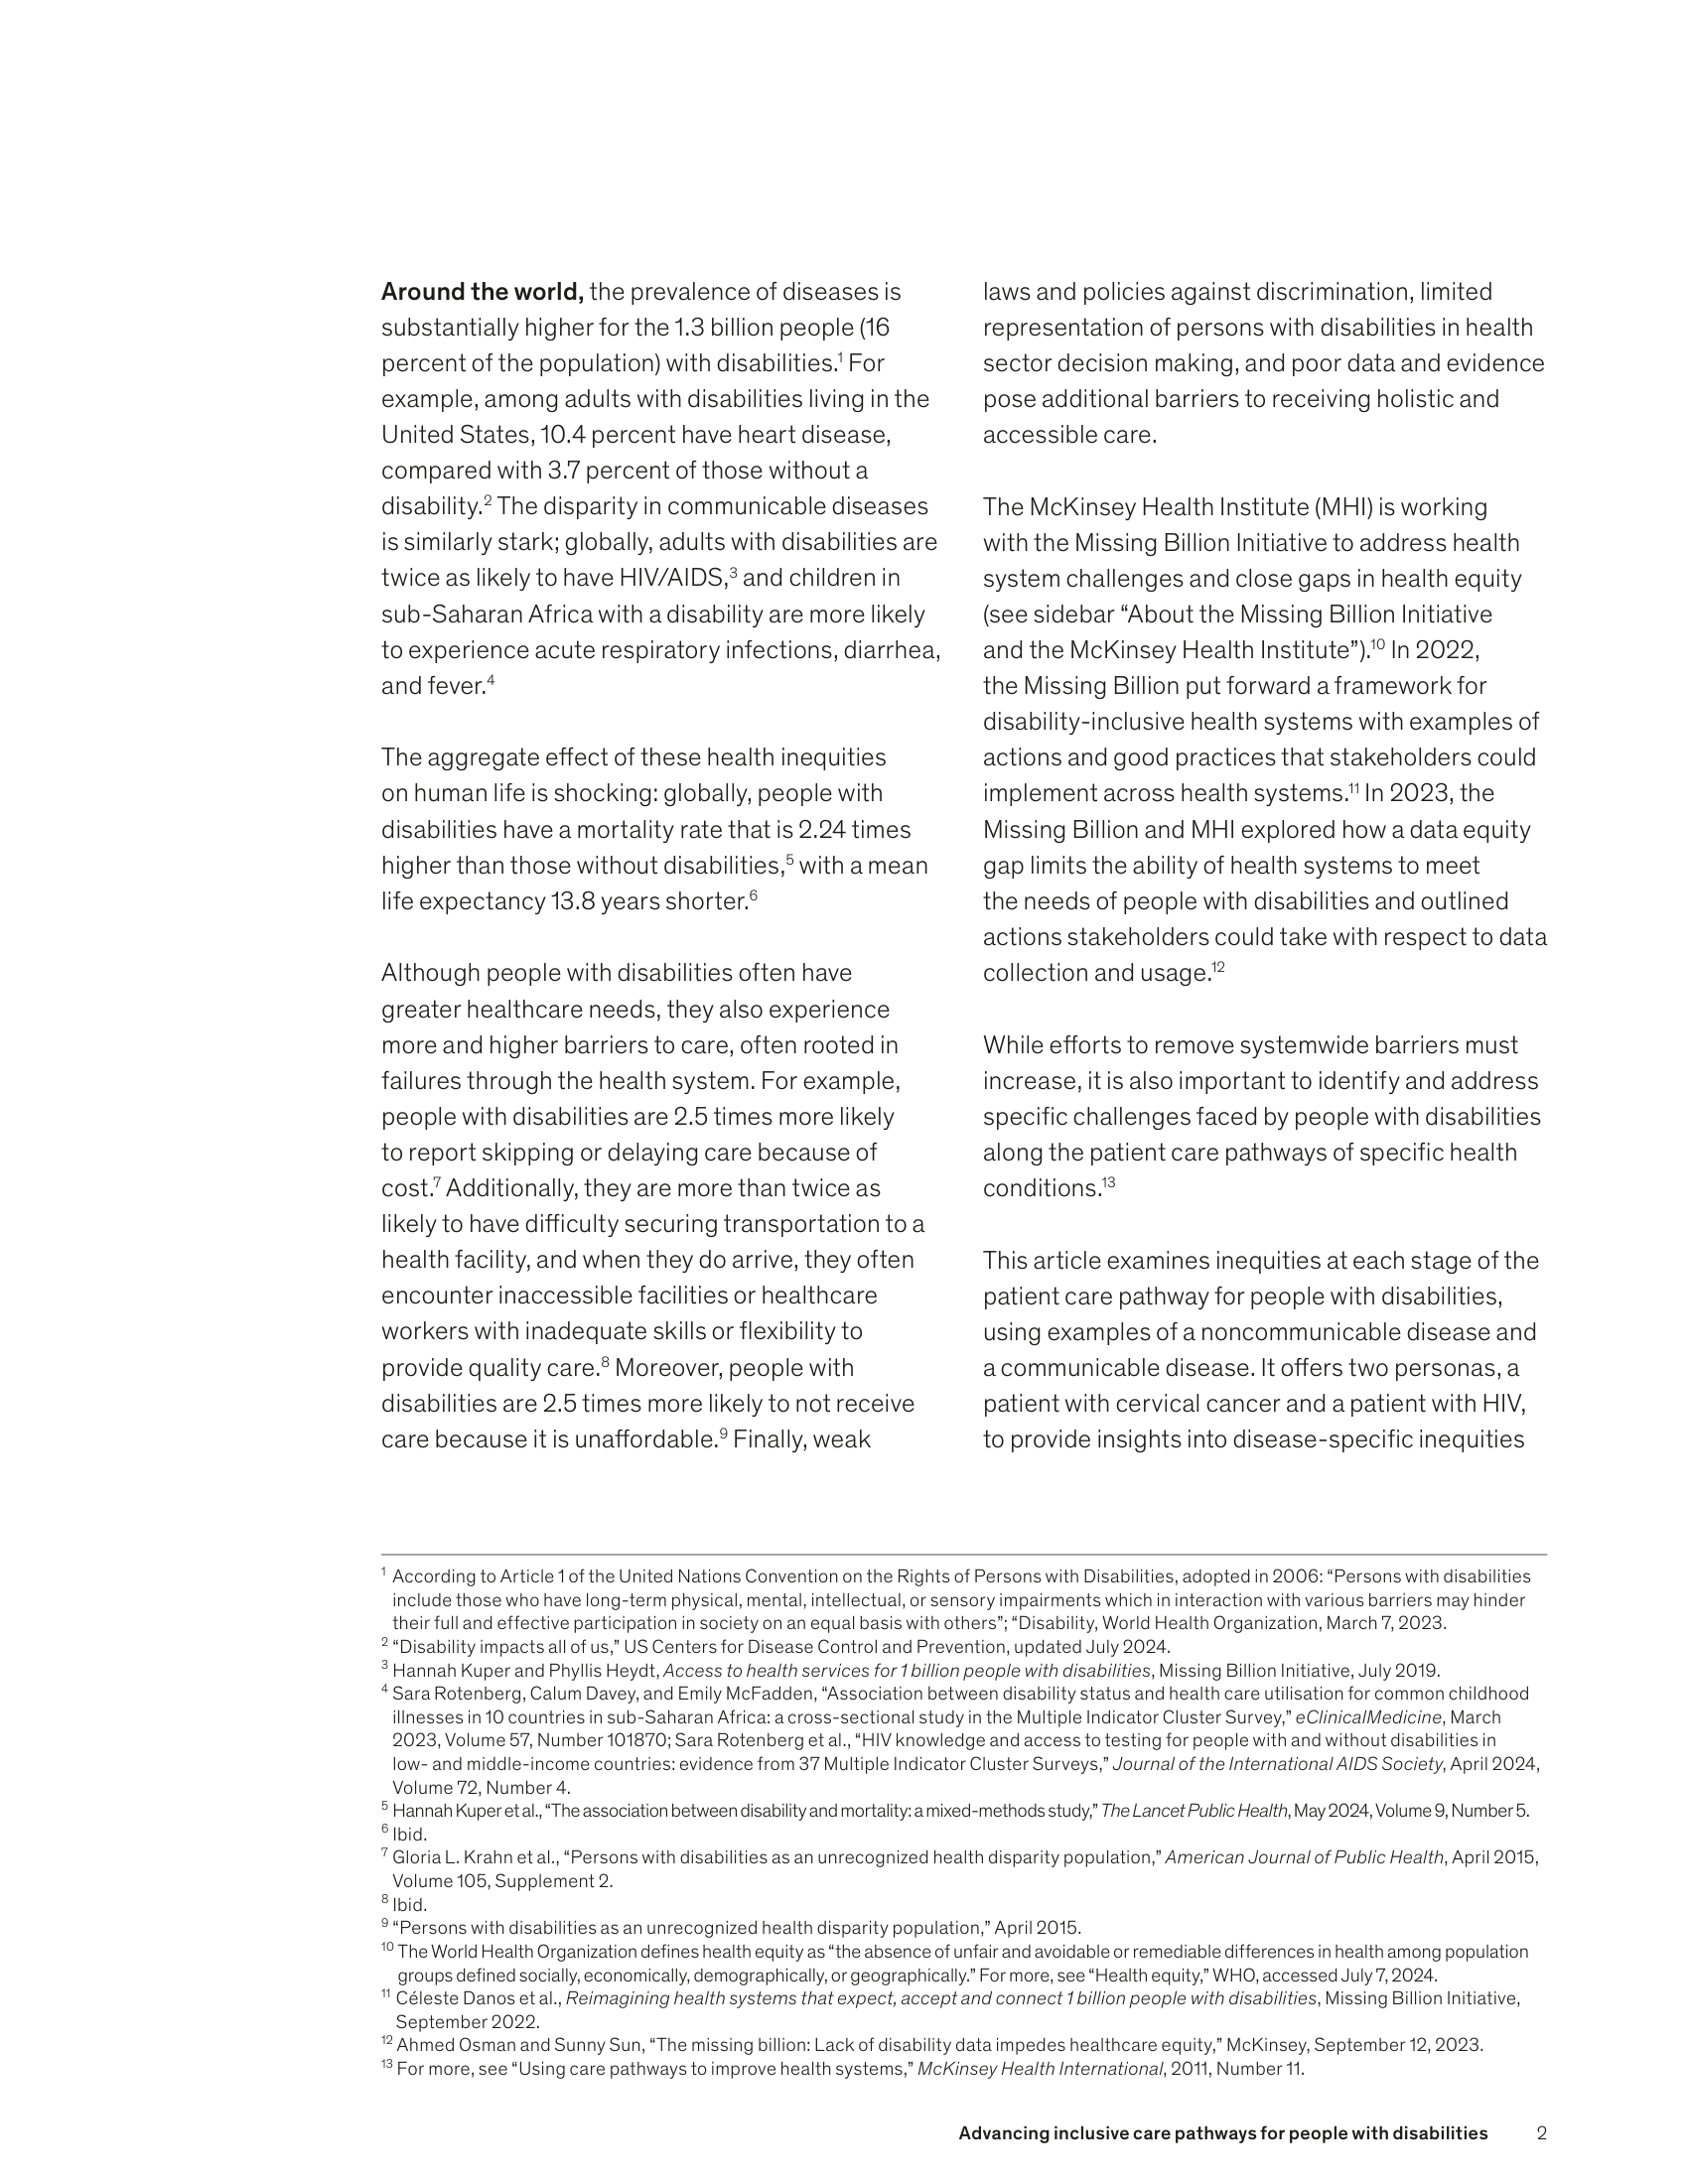 Around the world, the prevalence of diseases is
substantially higher for the 1.3 billion people (16
percent of the population) with disabilities.¹ For
example, among adults with disabilities living in the
United States, 10.4 percent have heart disease,
compared with 3.7 percent of those without a
disability.² The disparity in communicable diseases
is similarly stark; globally, adults with disabilities are
twice as likely to have HIV/AIDS,³ and children in
sub-Saharan Africa with a disability are more likely
to experience acute respiratory infections, diarrhea,
and fever.⁴
The aggregate effect of these health inequities
on human life is shocking: globally, people with
disabilities have a mortality rate that is 2.24 times
higher than those without disabilities,⁵ with a mean
life expectancy 13.8 years shorter.⁶
Although people with disabilities often have
greater healthcare needs, they also experience
more and higher barriers to care, often rooted in
failures through the health system. For example,
people with disabilities are 2.5 times more likely
to report skipping or delaying care because of
cost.⁷ Additionally, they are more than twice as
likely to have difficulty securing transportation to a
health facility, and when they do arrive, they often
encounter inaccessible facilities or healthcare
workers with inadequate skills or flexibility to
provide quality care.⁸ Moreover, people with
disabilities are 2.5 times more likely to not receive
care because it is unaffordable.⁹ Finally, weak
laws and policies against discrimination, limited
representation of persons with disabilities in health
sector decision making, and poor data and evidence
pose additional barriers to receiving holistic and
accessible care.
The McKinsey Health Institute (MHI) is working
with the Missing Billion Initiative to address health
system challenges and close gaps in health equity
(see sidebar “About the Missing Billion Initiative
and the McKinsey Health Institute”).¹⁰ In 2022,
the Missing Billion put forward a framework for
disability-inclusive health systems with examples of
actions and good practices that stakeholders could
implement across health systems.¹¹ In 2023, the
Missing Billion and MHI explored how a data equity
gap limits the ability of health systems to meet
the needs of people with disabilities and outlined
actions stakeholders could take with respect to data
collection and usage.¹²
While efforts to remove systemwide barriers must
increase, it is also important to identify and address
specific challenges faced by people with disabilities
along the patient care pathways of specific health
conditions.¹³
This article examines inequities at each stage of the
patient care pathway for people with disabilities,
using examples of a noncommunicable disease and
a communicable disease. It offers two personas, a
patient with cervical cancer and a patient with HIV,
to provide insights into disease-specific inequities
¹ According to Article 1 of the United Nations Convention on the Rights of Persons with Disabilities, adopted in 2006: “Persons with disabilities
include those who have long-term physical, mental, intellectual, or sensory impairments which in interaction with various barriers may hinder
their full and effective participation in society on an equal basis with others”; “Disability, World Health Organization, March 7, 2023.
² “Disability impacts all of us,” US Centers for Disease Control and Prevention, updated July 2024.
³ Hannah Kuper and Phyllis Heydt, Access to health services for 1 billion people with disabilities, Missing Billion Initiative, July 2019.
⁴ Sara Rotenberg, Calum Davey, and Emily McFadden, “Association between disability status and health care utilisation for common childhood
illnesses in 10 countries in sub-Saharan Africa: a cross-sectional study in the Multiple Indicator Cluster Survey,” eClinicalMedicine, March
2023, Volume 57, Number 101870; Sara Rotenberg et al., “HIV knowledge and access to testing for people with and without disabilities in
low- and middle-income countries: evidence from 37 Multiple Indicator Cluster Surveys,” Journal of the International AIDS Society, April 2024,
Volume 72, Number 4.
⁵ Hannah Kuper et al., “The association between disability and mortality: a mixed-methods study,” The Lancet Public Health, May 2024, Volume 9, Number 5.
⁶ Ibid.
⁷ Gloria L. Krahn et al., “Persons with disabilities as an unrecognized health disparity population,” American Journal of Public Health, April 2015,
Volume 105, Supplement 2.
⁸ Ibid.
⁹ “Persons with disabilities as an unrecognized health disparity population,” April 2015.
¹⁰ The World Health Organization defines health equity as “the absence of unfair and avoidable or remediable differences in health among population
groups defined socially, economically, demographically, or geographically.” For more, see “Health equity,” WHO, accessed July 7, 2024.
¹¹ Céleste Danos et al., Reimagining health systems that expect, accept and connect 1 billion people with disabilities, Missing Billion Initiative,
September 2022.
¹² Ahmed Osman and Sunny Sun, “The missing billion: Lack of disability data impedes healthcare equity,” McKinsey, September 12, 2023.
¹³ For more, see “Using care pathways to improve health systems,” McKinsey Health International, 2011, Number 11.
Advancing inclusive care pathways for people with disabilities 2